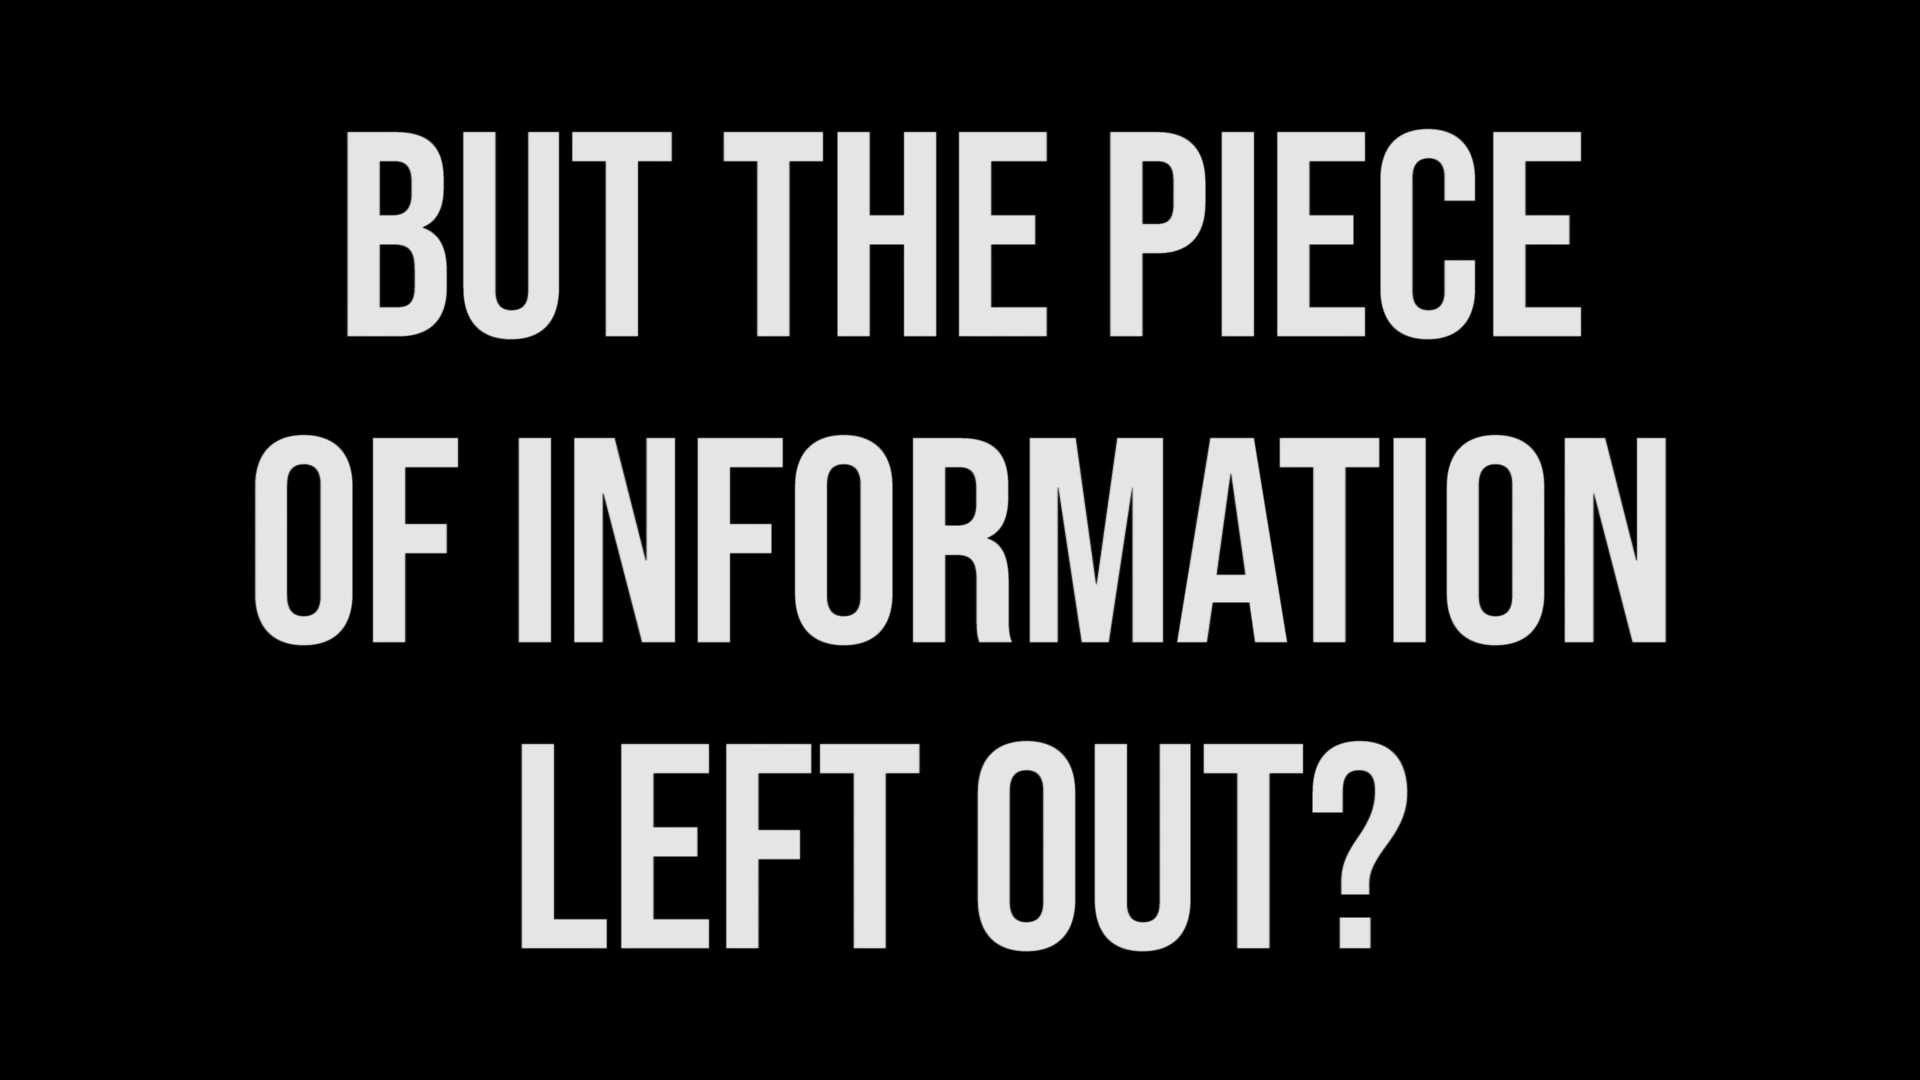 BUT THE PIECE
OF INFORMATION
LEFT OUT?